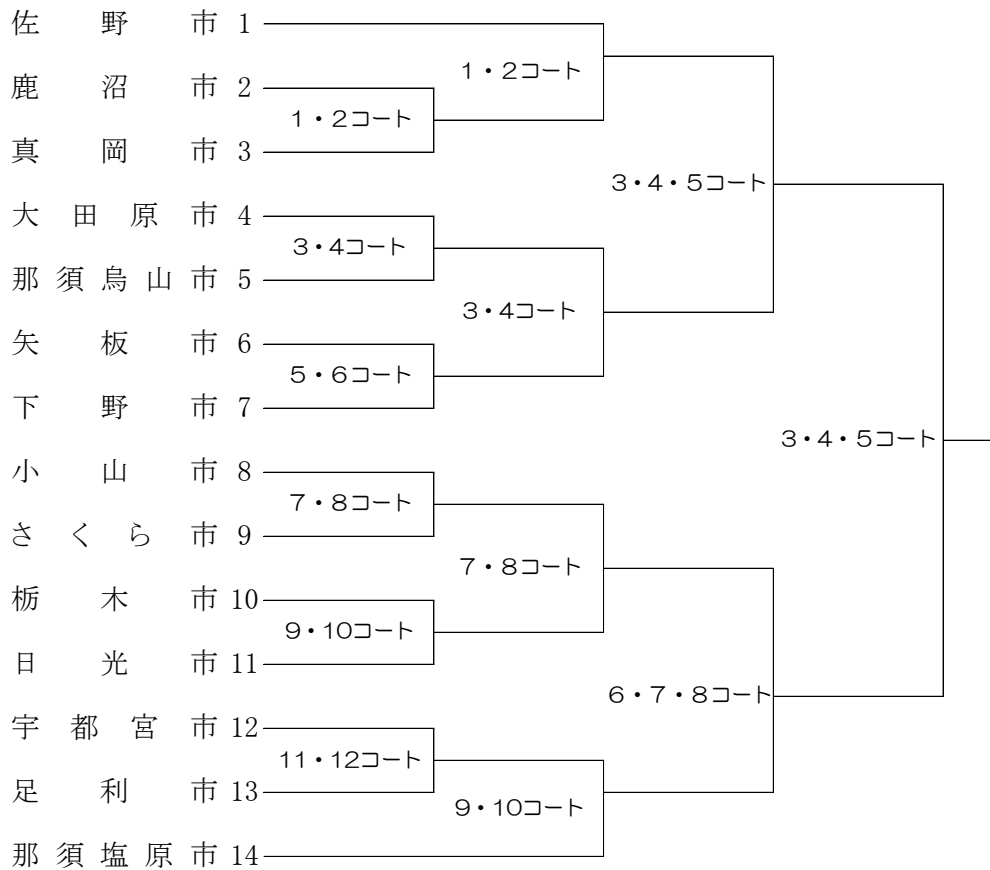 佐野市 1
1・2コート
鹿沼市 2
1・2コート
真岡市 3
3・4・5コート
大田原市 4
3・4コート
那須烏山市 5
3・4コート
矢板市 6
5・6コート
下野市 7
3・4・5コート
小山市 8
7・8コート
さくら市 9
7・8コート
栃木市 10
9・10コート
日光市 11
6・7・8コート
宇都宮市 12
11・12コート
足利市 13
9・10コート
那須塩原市 14